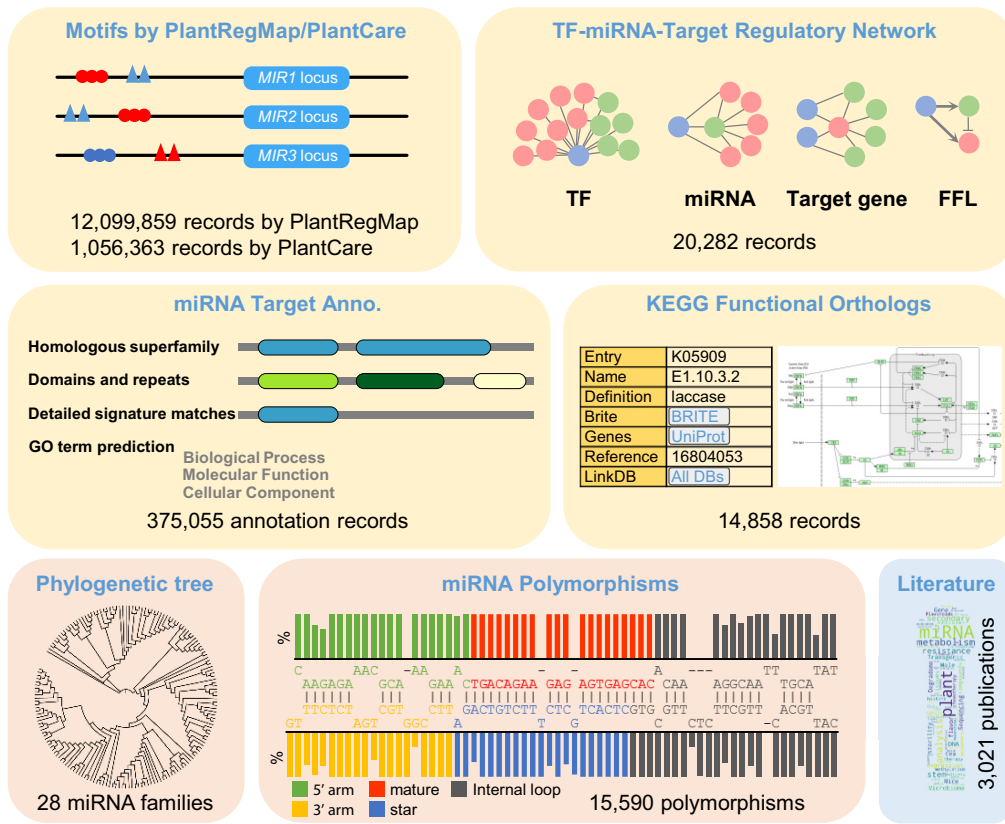 Motifs by PlantRegMap/PlantCare
MIR1 locus
MIR2 locus
MIR3 locus
12,099,859 records by PlantRegMap
1,056,363 records by PlantCare
TF-miRNA-Target Regulatory Network
TF miRNA Target gene FFL
20,282 records
miRNA Target Anno.
Homologous superfamily
Domains and repeats
Detailed signature matches
GO term prediction
Biological Process
Molecular Function
Cellular Component
375,055 annotation records
KEGG Functional Orthologs
Entry K05909
Name E1.10.3.2
Definition laccase
Brite BRITE
Genes UniProt
Reference 16804053
LinkDB All DBs
14,858 records
Phylogenetic tree
28 miRNA families
miRNA Polymorphisms
%
C AAC -AA A A ---- TT TAT
AAGAGA GCA GAAC TGACAGAA GAG AGTGAGCAC CAA AGGCAA TGCA
TTCTCT CGT CTT GACTGTCTT CTC TCACTCGTG GTT TTCGTT ACGT
GT AGT GGC A T G C CTC -C TAC
%
5' arm mature Internal loop
3' arm star
15,590 polymorphisms
Literature
Gene
secondary
miRNA
metabolism
resistance
plant
DNA
stem
Mice
3,021 publications